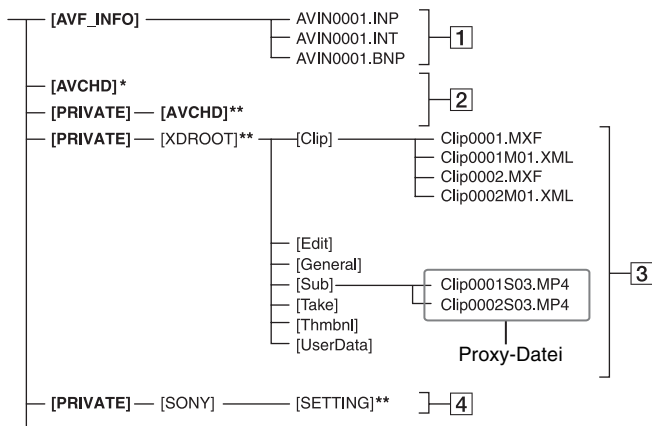 [AVF_INFO] AVIN0001.INP
AVIN0001.INT
AVIN0001.BNP
1
[AVCHD]*
[PRIVATE] [AVCHD]**
2
[PRIVATE] [XDROOT]** [Clip] Clip0001.MXF
Clip0001M01.XML
Clip0002.MXF
Clip0002M01.XML
[Edit]
[General]
[Sub] Clip0001S03.MP4
[Take] Clip0002S03.MP4
[Thmbnl]
[UserData]
Proxy-Datei
3
[PRIVATE] [SONY] [SETTING]** 4